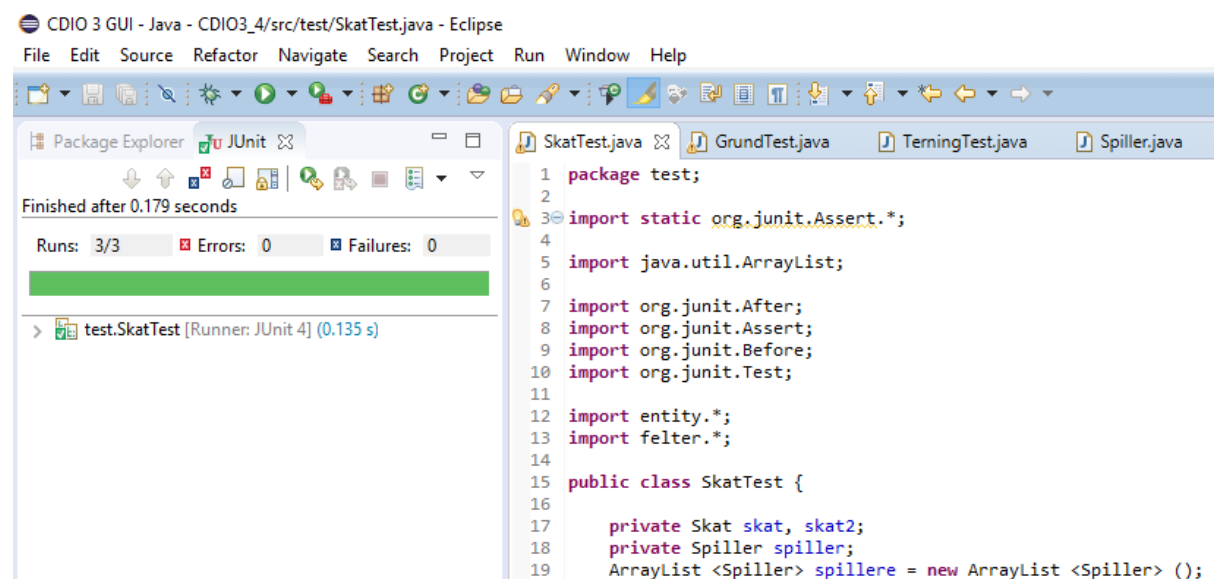 CDIO 3 GUI - Java - CDIO3_4/src/test/SkatTest.java - Eclipse
File Edit Source Refactor Navigate Search Project Run Window Help
Package Explorer JUnit
SkatTest.java GrundTest.java TerningTest.java Spiller.java
Finished after 0.179 seconds
Runs: 3/3 Errors: 0 Failures: 0
test.SkatTest [Runner: JUnit 4] (0.135 s)
1 package test;
2
3 import static org.junit.Assert.*;
4
5 import java.util.ArrayList;
6
7 import org.junit.After;
8 import org.junit.Assert;
9 import org.junit.Before;
10 import org.junit.Test;
11
12 import entity.*;
13 import felter.*;
14
15 public class SkatTest {
16
17 private Skat skat, skat2;
18 private Spiller spiller;
19 ArrayList <Spiller> spillere = new ArrayList <Spiller> ();